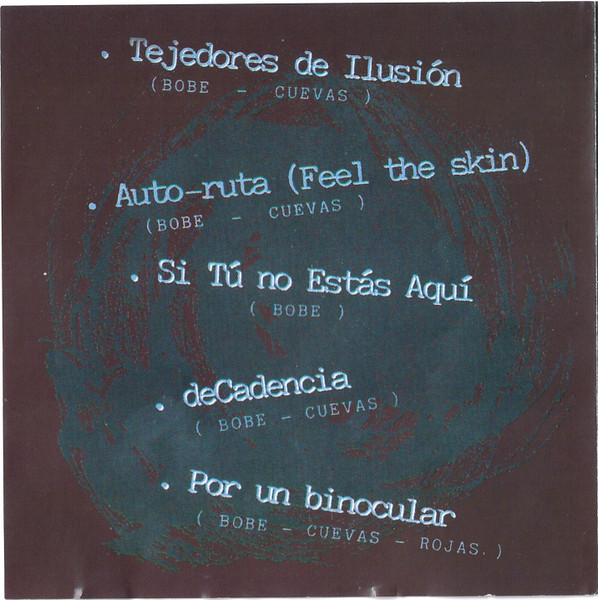 . Tejedores de Ilusión
(BOBE - CUEVAS )
. Auto-ruta (Feel the skin)
(BOBE - CUEVAS )
. Si Tú no Estás Aquí
( BOBE )
. deCadencia
( BOBE - CUEVAS )
. Por un binocular
( BOBE - CUEVAS - ROJAS.)